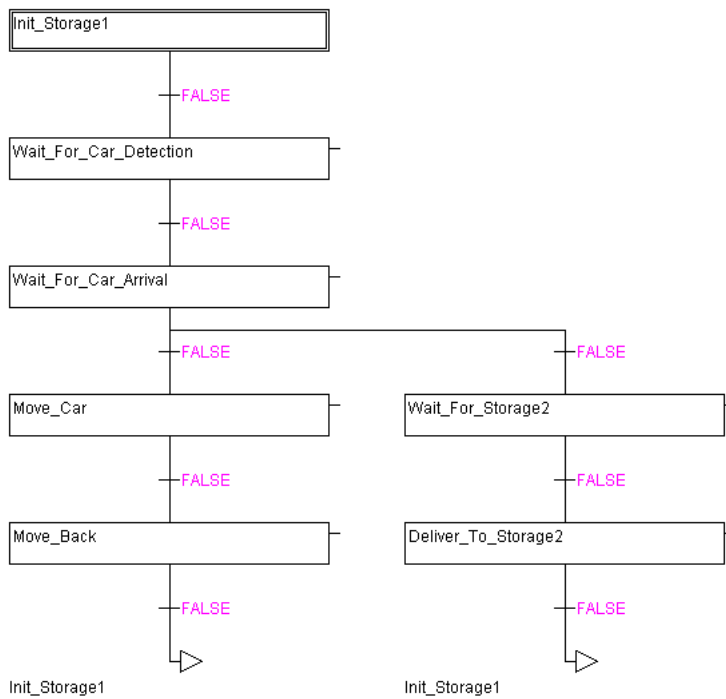 Init_Storage1
FALSE
Wait_For_Car_Detection
FALSE
Wait_For_Car_Arrival
FALSE
FALSE
Move_Car
Wait_For_Storage2
FALSE
FALSE
Move_Back
Deliver_To_Storage2
FALSE
FALSE
Init_Storage1
Init_Storage1